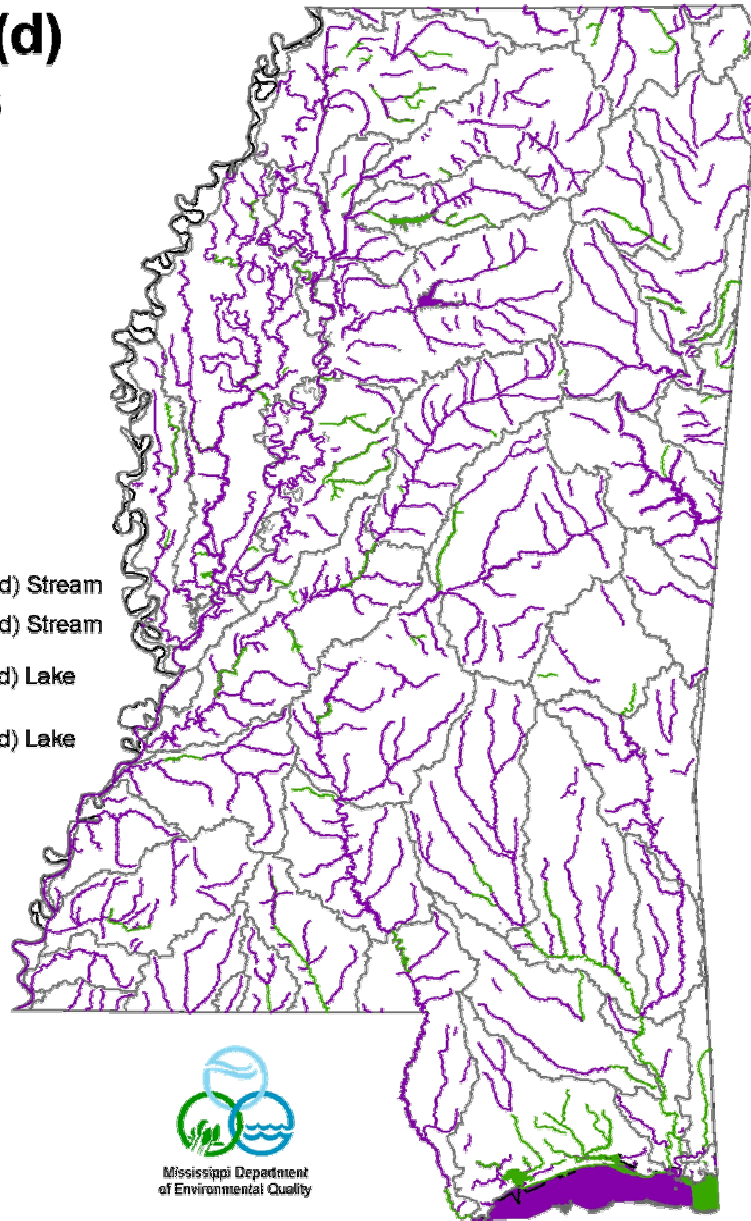 (d)
d) Stream
d) Stream
d) Lake
d) Lake
Mississippi Department
of Environmental Quality